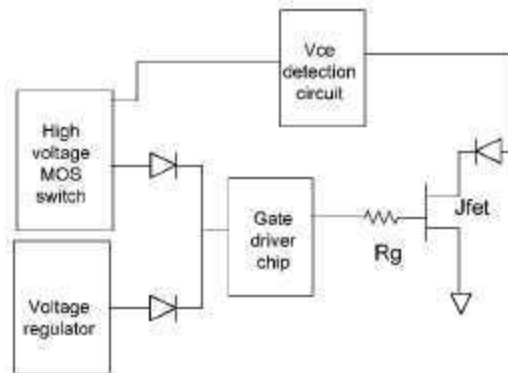 Vce
detection
circuit
High
voltage
MOS
switch
Gate
driver
chip
Rg
Jfet
Voltage
regulator